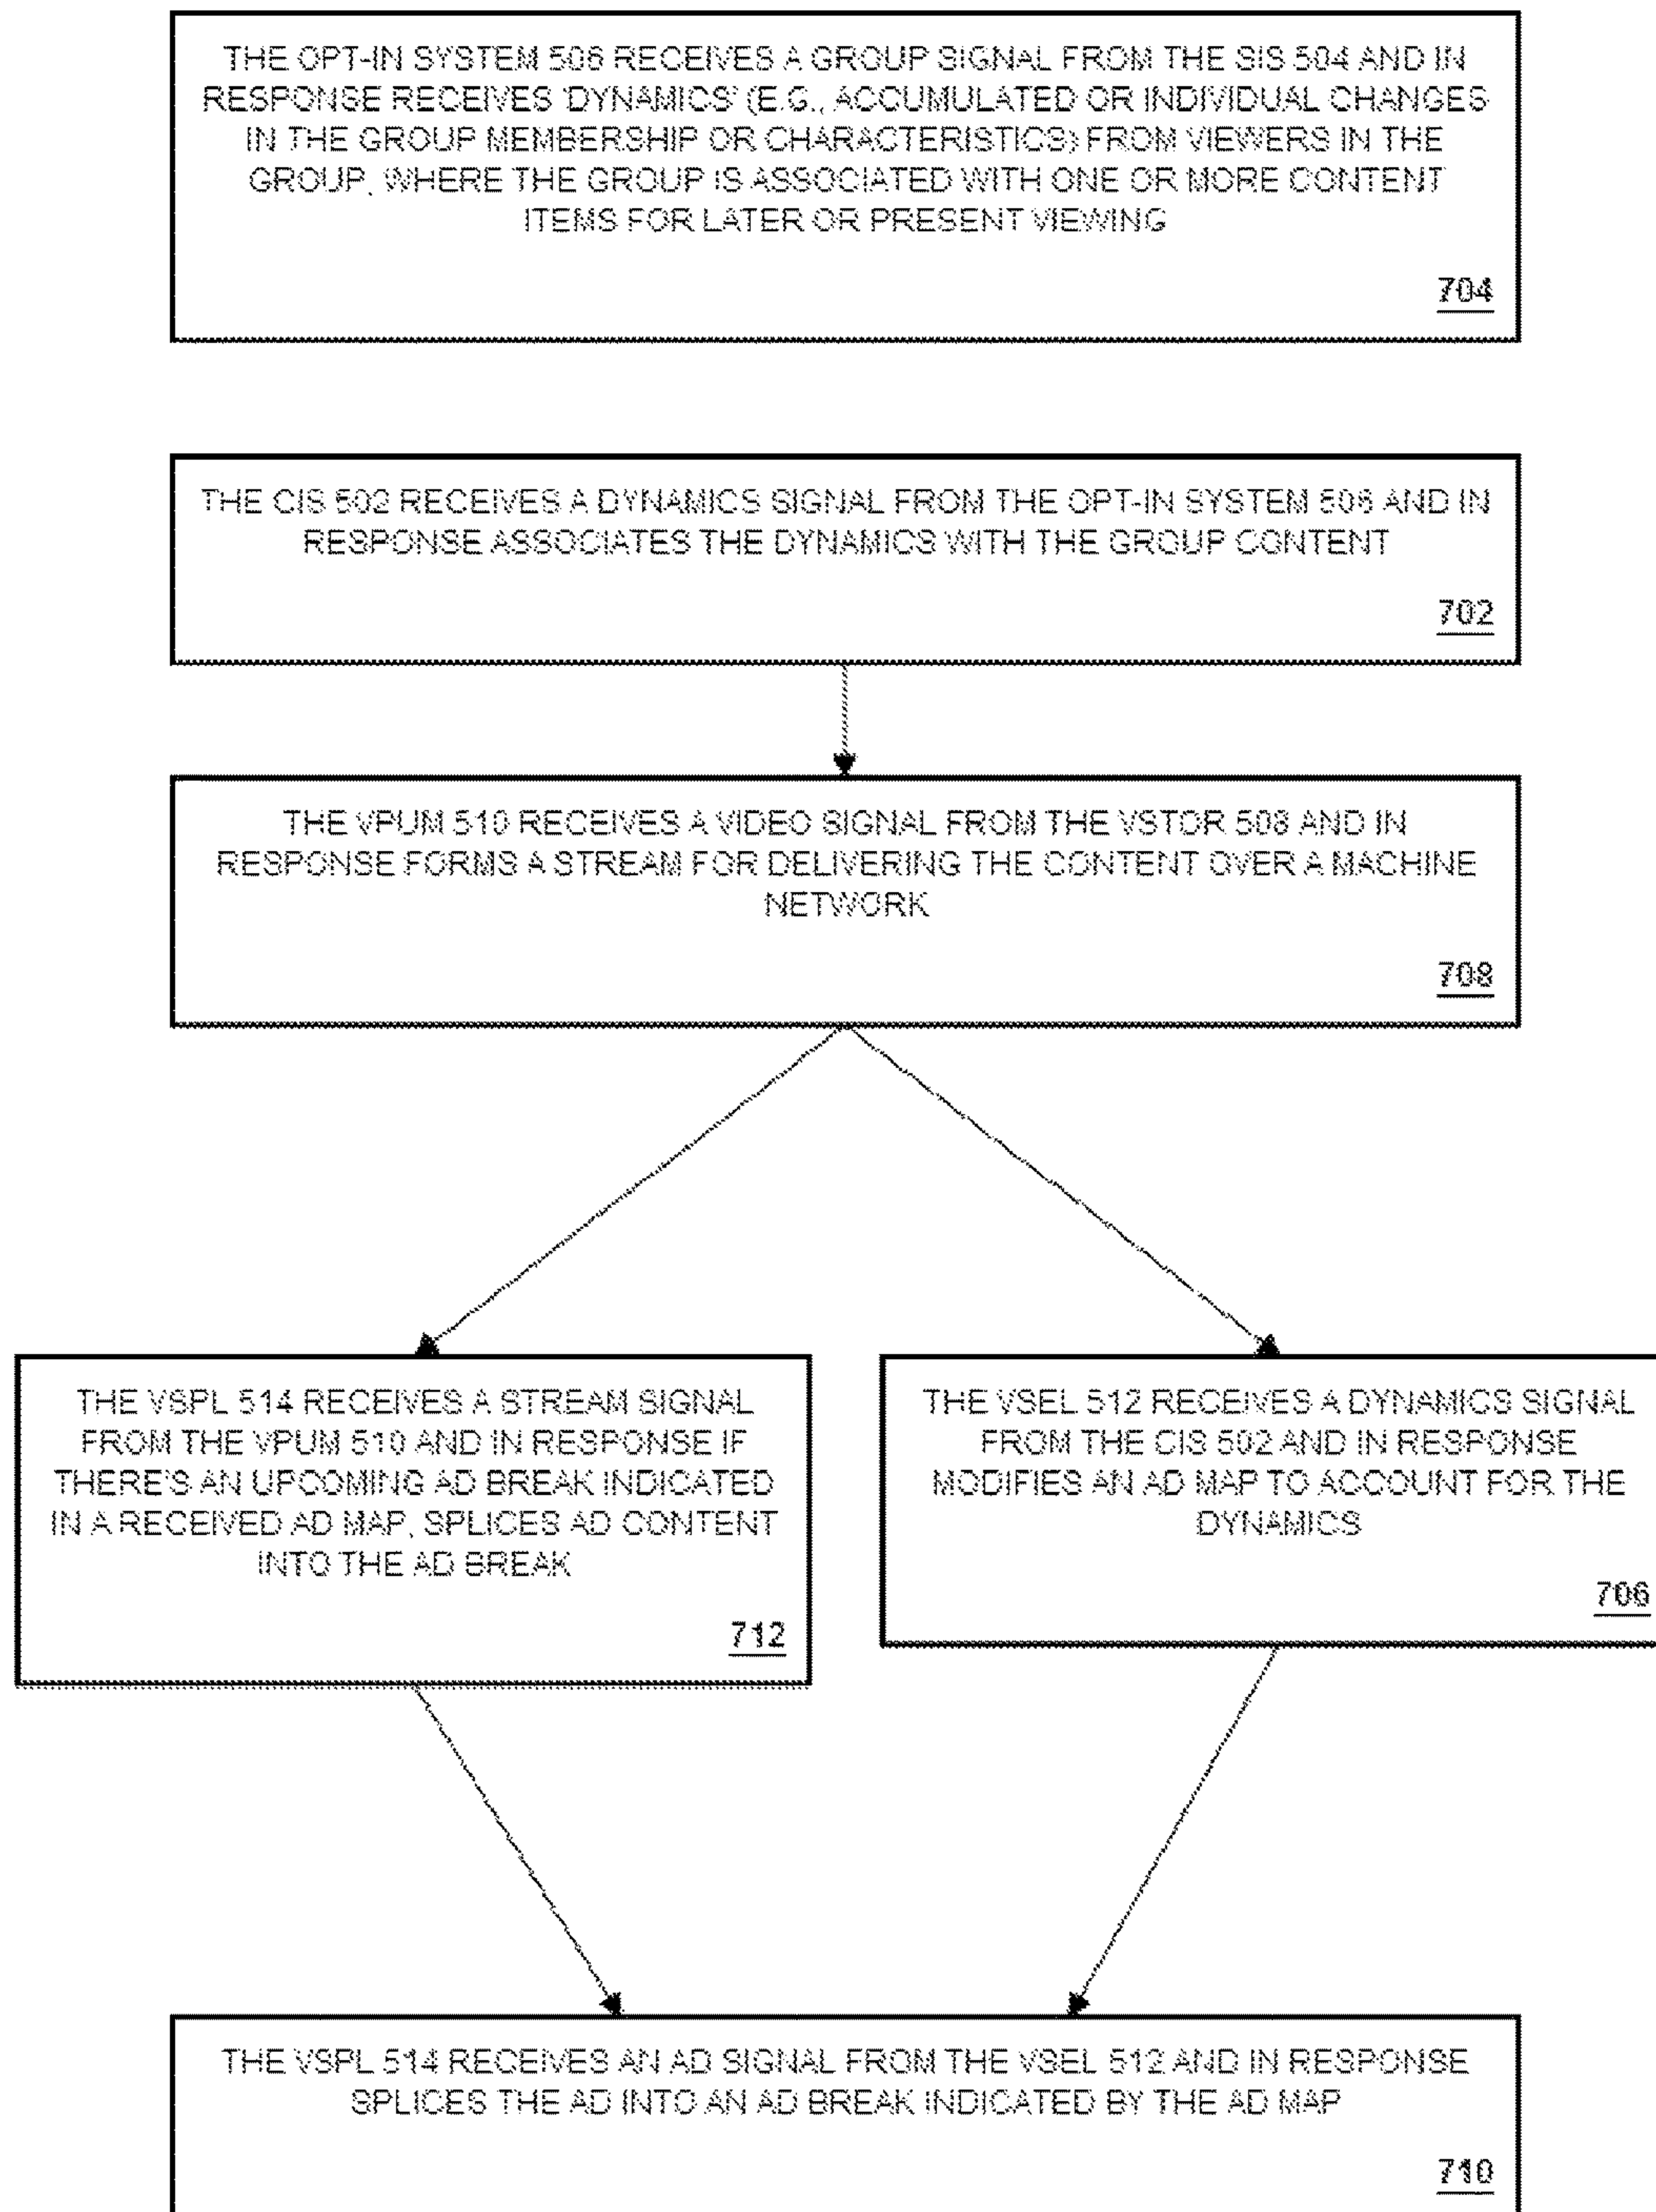 THE OPT-IN SYSTEM 506 RECEIVES A GROUP SIGNAL FROM THE SIS 504 AND IN
RESPONSE RECEIVES 'DYNAMICS' (E.G., ACCUMULATED OR INDIVIDUAL CHANGES
IN THE GROUP MEMBERSHIP OR CHARACTERISTICS) FROM VIEWERS IN THE
GROUP, WHERE THE GROUP IS ASSOCIATED WITH ONE OR MORE CONTENT
ITEMS FOR LATER OR PRESENT VIEWING
704
THE CIS 502 RECEIVES A DYNAMICS SIGNAL FROM THE OPT-IN SYSTEM 506 AND IN
RESPONSE ASSOCIATES THE DYNAMICS WITH THE GROUP CONTENT
702
THE VPUM 510 RECEIVES A VIDEO SIGNAL FROM THE VSTOR 508 AND IN
RESPONSE FORMS A STREAM FOR DELIVERING THE CONTENT OVER A MACHINE
NETWORK
708
THE VSPL 514 RECEIVES A STREAM SIGNAL
FROM THE VPUM 510 AND IN RESPONSE IF
THERE'S AN UPCOMING AD BREAK INDICATED
IN A RECEIVED AD MAP, SPLICES AD CONTENT
INTO THE AD BREAK
712
THE VSEL 512 RECEIVES A DYNAMICS SIGNAL
FROM THE CIS 502 AND IN RESPONSE
MODIFIES AN AD MAP TO ACCOUNT FOR THE
DYNAMICS
706
THE VSPL 514 RECEIVES AN AD SIGNAL FROM THE VSEL 512 AND IN RESPONSE
SPLICES THE AD INTO AN AD BREAK INDICATED BY THE AD MAP
710